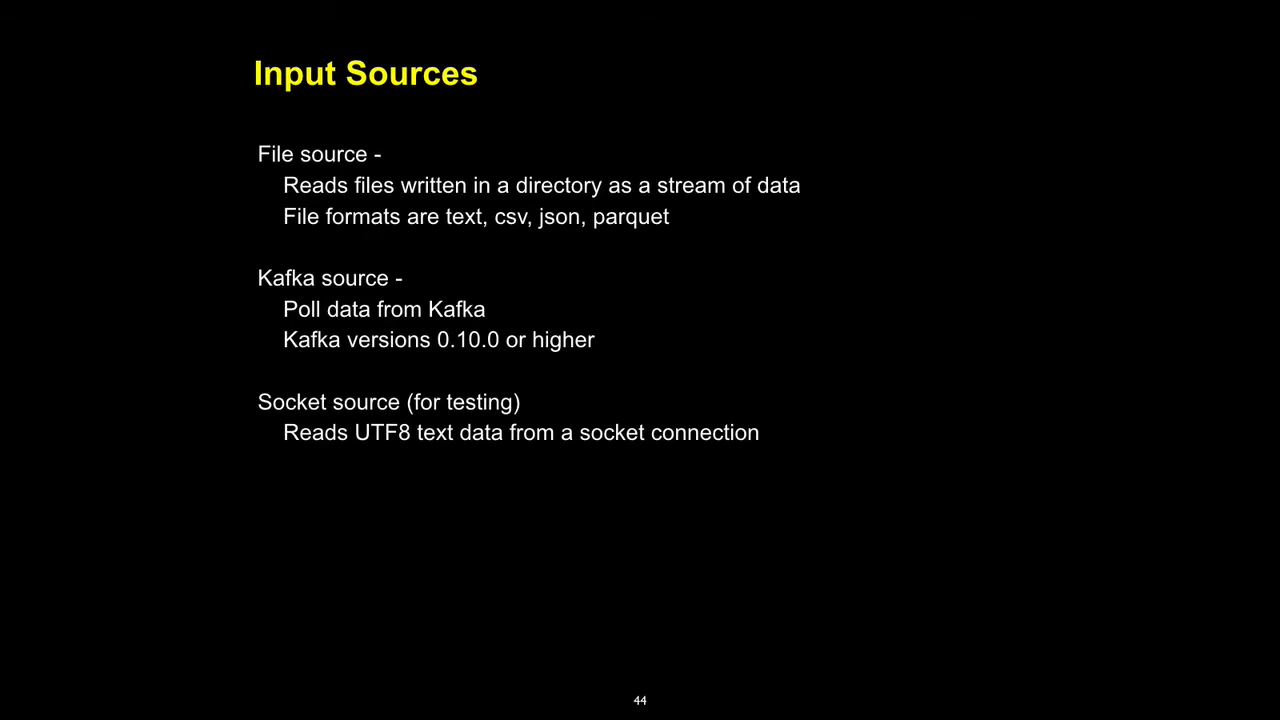 Input Sources
File source -
Reads files written in a directory as a stream of data
File formats are text, csv, json, parquet
Kafka source -
Poll data from Kafka
Kafka versions 0.10.0 or higher
Socket source (for testing)
Reads UTF8 text data from a socket connection
44